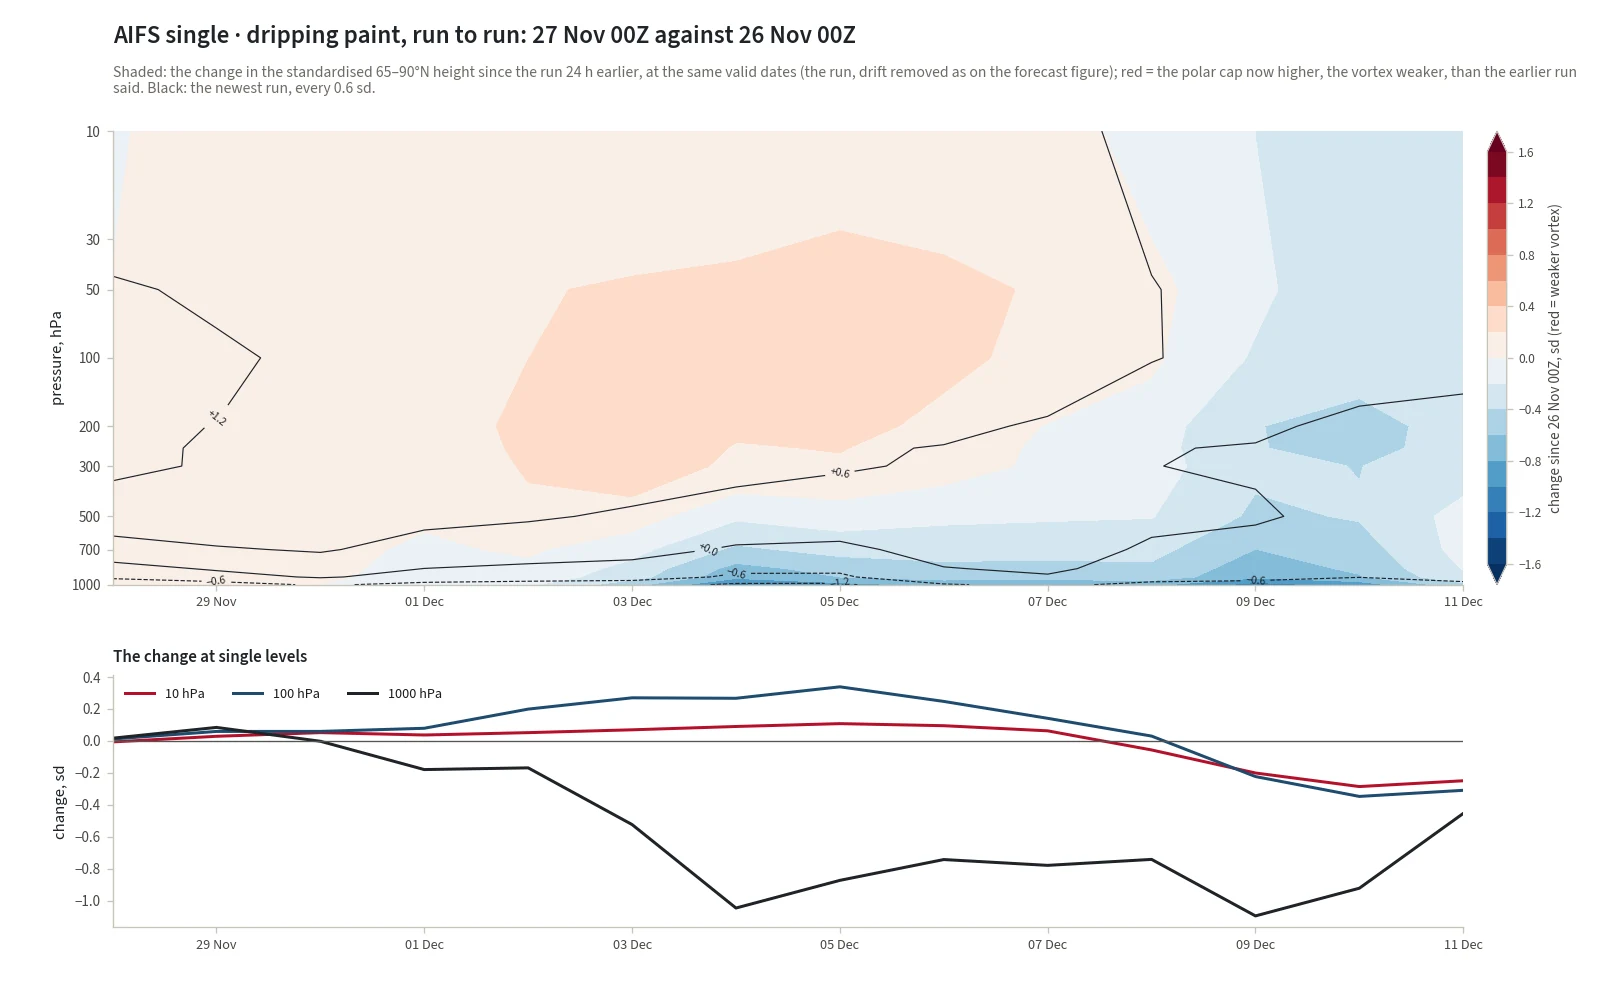 AIFS single · dripping paint, run to run: 27 Nov 00Z against 26 Nov 00Z
Shaded: the change in the standardised 65–90°N height since the run 24 h earlier, at the same valid dates (the run, drift removed as on the forecast figure); red = the polar cap now higher, the vortex weaker, than the earlier run
said. Black: the newest run, every 0.6 sd.
pressure, hPa
10
30
50
100
200
300
500
700
1000
+1.2
+0.6
+0.0
−0.6
−0.6
−1.2
−0.6
29 Nov
01 Dec
03 Dec
05 Dec
07 Dec
09 Dec
11 Dec
1.6
1.2
0.8
0.4
0.0
−0.4
−0.8
−1.2
−1.6
change since 26 Nov 00Z, sd (red = weaker vortex)
The change at single levels
10 hPa
100 hPa
1000 hPa
change, sd
0.4
0.2
0.0
−0.2
−0.4
−0.6
−0.8
−1.0
29 Nov
01 Dec
03 Dec
05 Dec
07 Dec
09 Dec
11 Dec